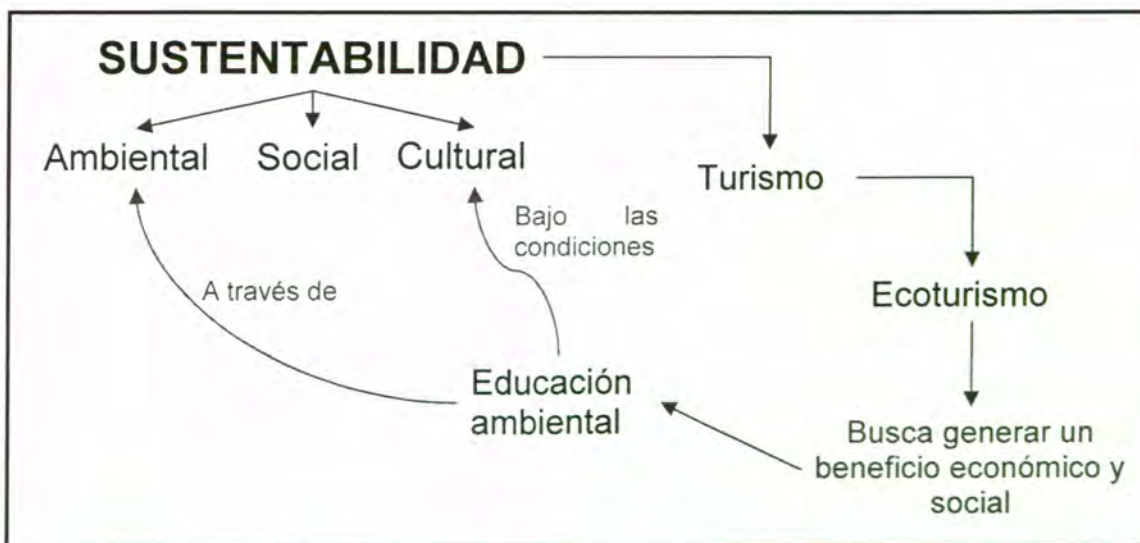 SUSTENTABILIDAD
Ambiental Social Cultural
Turismo
Bajo las
condiciones
A través de
Ecoturismo
Educación
ambiental
Busca generar un
beneficio económico y
social